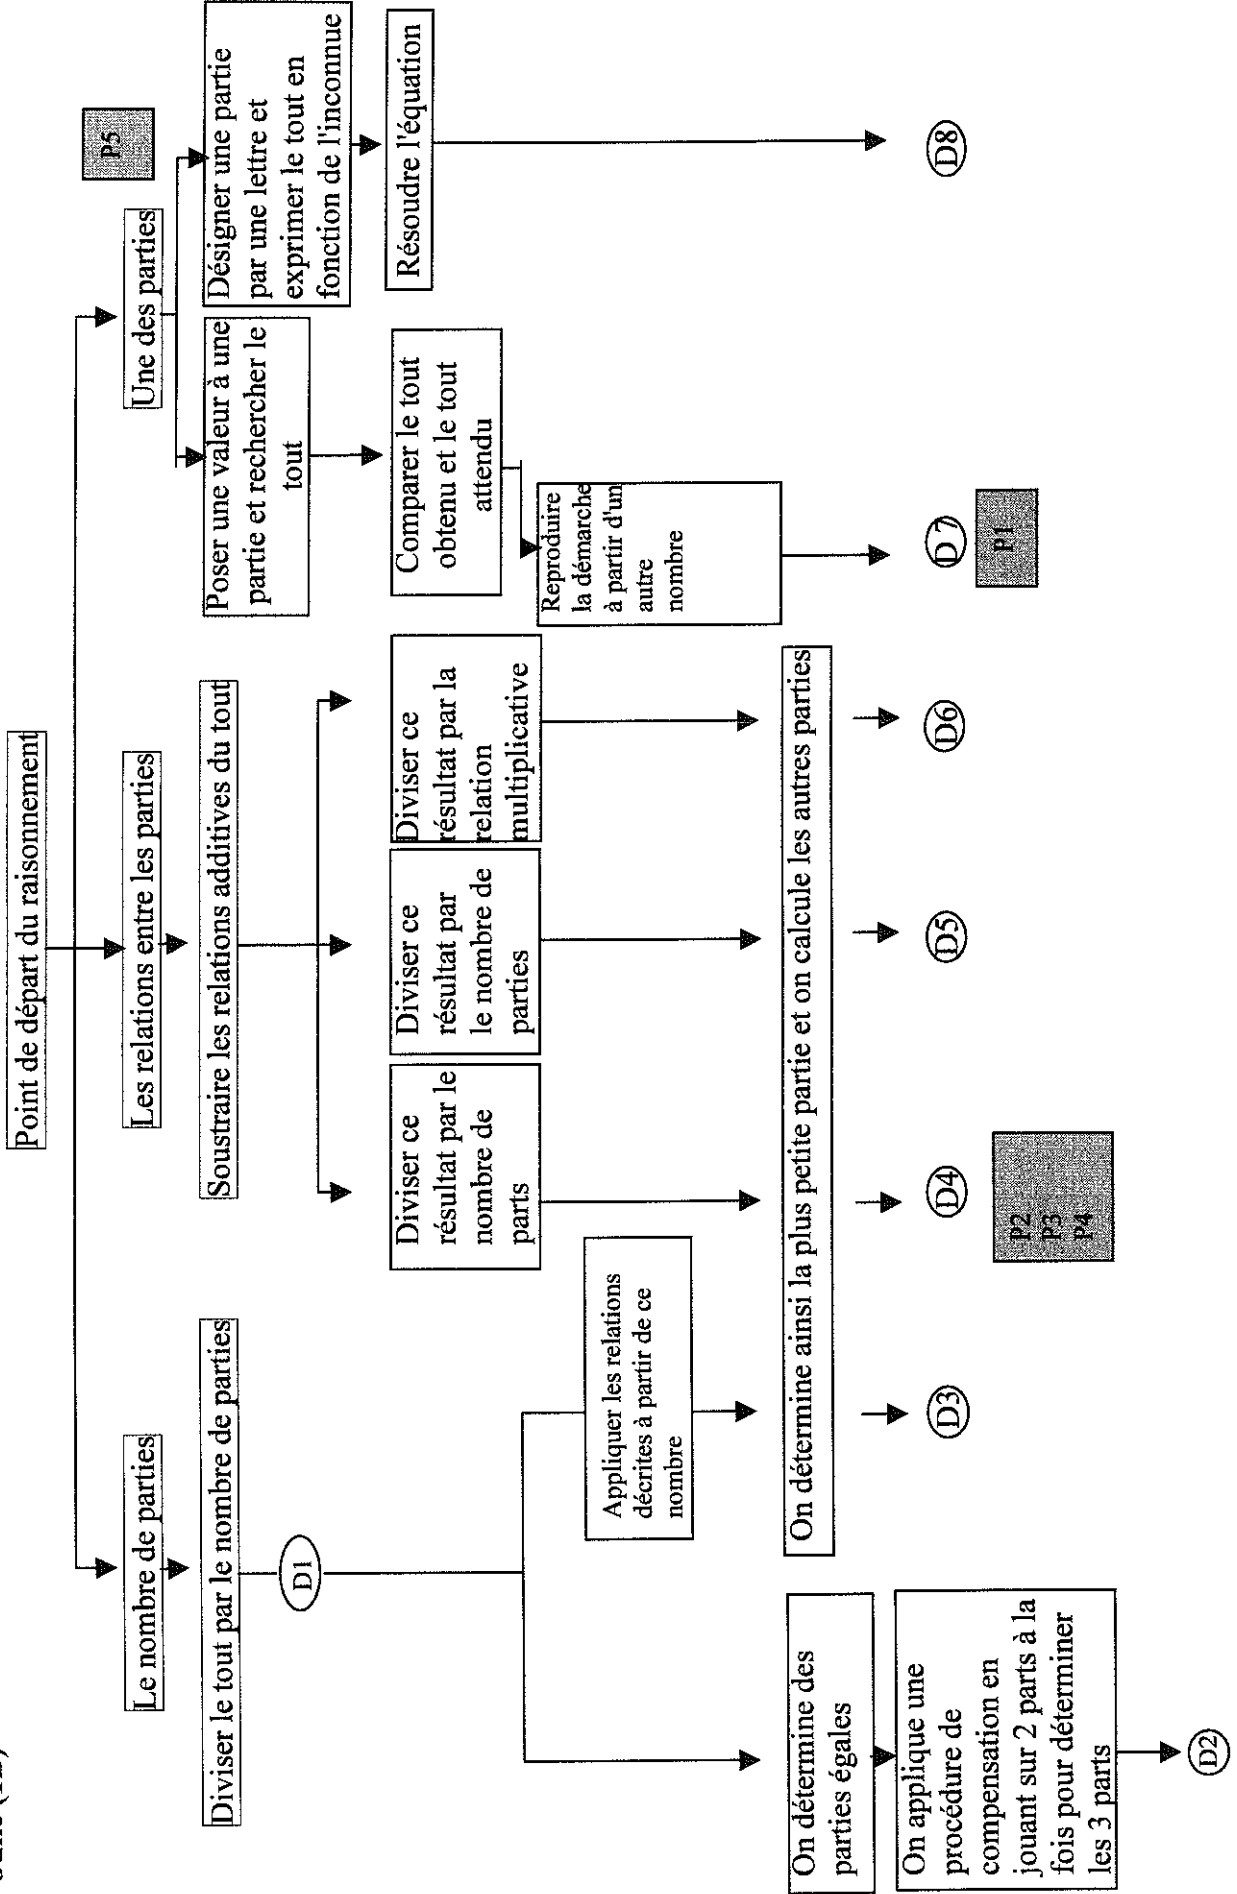 Point de départ du raisonnement
Le nombre de parties
Les relations entre les parties
Une des parties
P5
Diviser le tout par le nombre de parties
Soustraire les relations additives du tout
Poser une valeur à une
partie et rechercher le
tout
Désigner une partie
par une lettre et
exprimer le tout en
fonction de l'inconnue
D1
Diviser ce
résultat par le
nombre de
parts
Diviser ce
résultat par
le nombre de
parties
Diviser ce
résultat par la
relation
multiplicative
Comparer le tout
obtenu et le tout
attendu
Résoudre l'équation
Appliquer les relations
décrites à partir de ce
nombre
Reproduire
la démarche
à partir d'un
autre
nombre
On détermine des
parties égales
On détermine ainsi la plus petite partie et on calcule les autres parties
On applique une
procédure de
compensation en
jouant sur 2 parts à la
fois pour déterminer
les 3 parts
D3
D4
D5
D6
D7
D8
P2
P3
P4
P1
D2